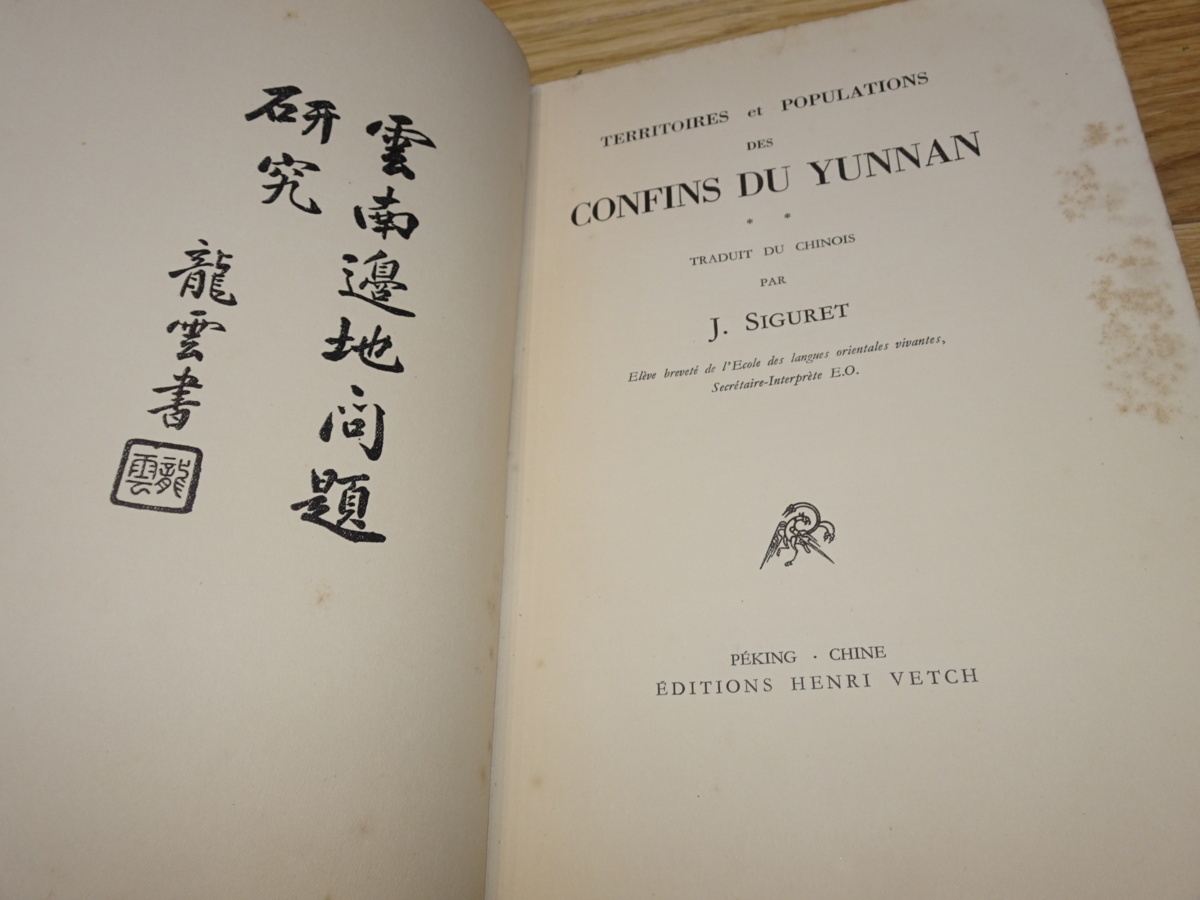 雲南邊地問題
研究
龍雲書
龍雲
TERRITOIRES et POPULATIONS
DES
CONFINS DU YUNNAN
* *
TRADUIT DU CHINOIS
PAR
J. SIGURET
Elève breveté de l'Ecole des langues orientales vivantes,
Secrétaire-Interprète E.O.
PÉKING · CHINE
ÉDITIONS HENRI VETCH